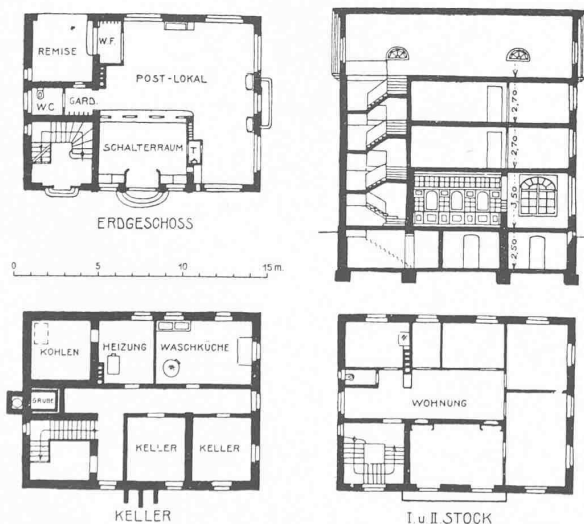 REMISE
W.F.
POST-LOKAL
WC
GARD.
SCHALTERRAUM
T
ERDGESCHOSS
2,70
2,70
3,50
2,50
0 5 10 15 m.
KOHLEN
HEIZUNG
WASCHKÜCHE
GRUBE
KELLER
KELLER
KELLER
WOHNUNG
I. u II. STOCK